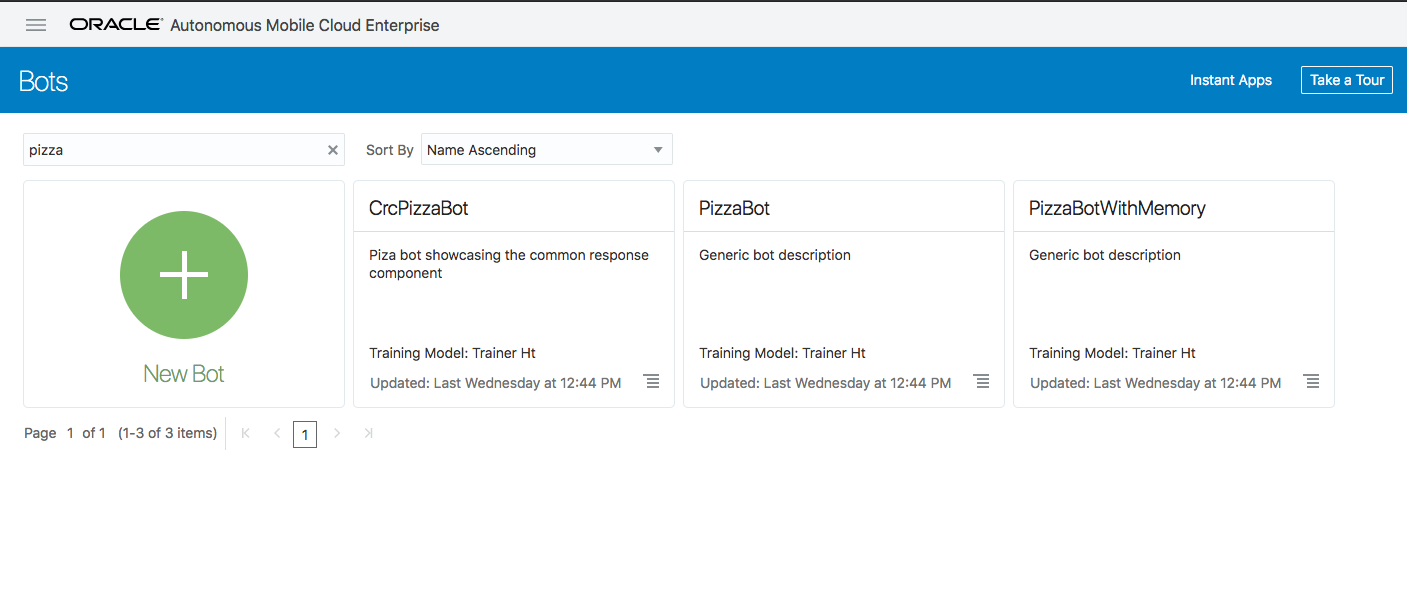 ORACLE® Autonomous Mobile Cloud Enterprise
Bots
Instant Apps
Take a Tour
pizza
Sort By
Name Ascending
New Bot
CrcPizzaBot
Piza bot showcasing the common response
component
Training Model: Trainer Ht
Updated: Last Wednesday at 12:44 PM
PizzaBot
Generic bot description
Training Model: Trainer Ht
Updated: Last Wednesday at 12:44 PM
PizzaBotWithMemory
Generic bot description
Training Model: Trainer Ht
Updated: Last Wednesday at 12:44 PM
Page 1 of 1 (1-3 of 3 items) 1